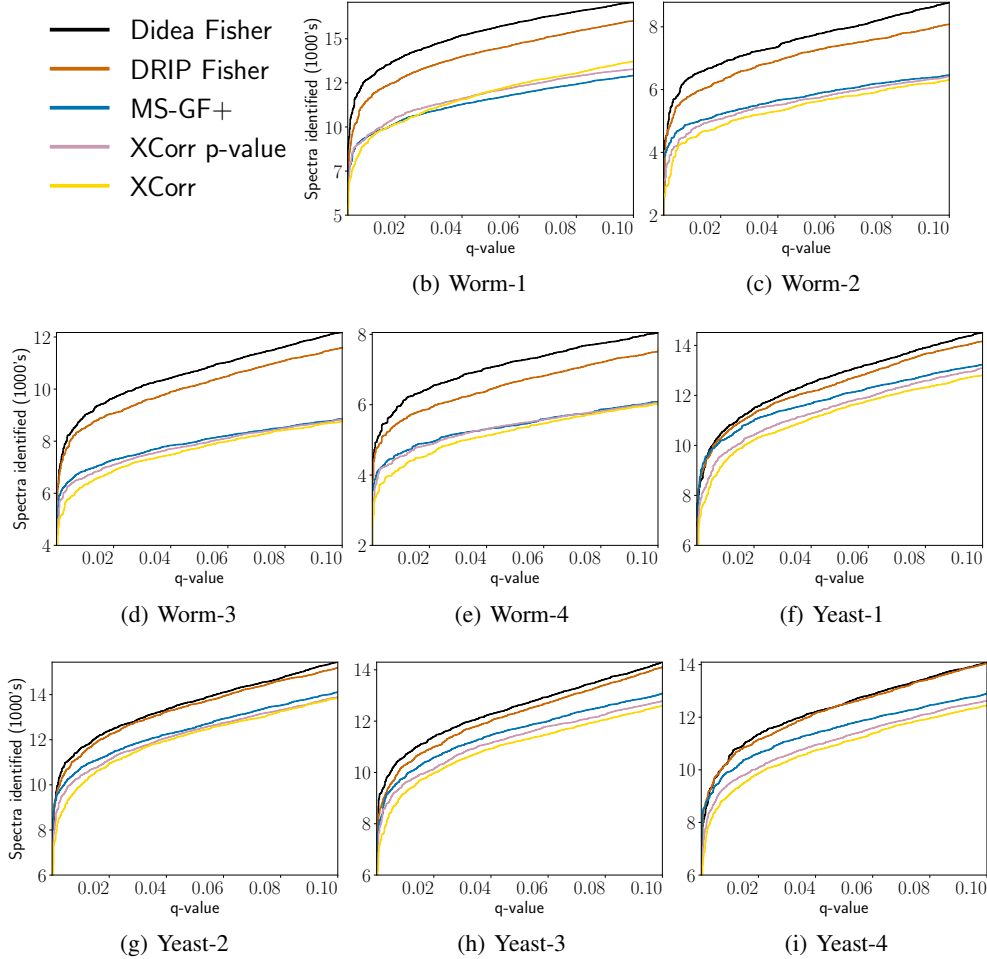 Didea Fisher
DRIP Fisher
MS-GF+
XCorr p-value
XCorr
Spectra identified (1000's)
15
12
10
7
5
0.02 0.04 0.06 0.08 0.10
q-value
(b) Worm-1
8
6
4
2
0.02 0.04 0.06 0.08 0.10
q-value
(c) Worm-2
Spectra identified (1000's)
12
10
8
6
4
0.02 0.04 0.06 0.08 0.10
q-value
(d) Worm-3
8
6
4
2
0.02 0.04 0.06 0.08 0.10
q-value
(e) Worm-4
14
12
10
8
6
0.02 0.04 0.06 0.08 0.10
q-value
(f) Yeast-1
Spectra identified (1000's)
14
12
10
8
6
0.02 0.04 0.06 0.08 0.10
q-value
(g) Yeast-2
14
12
10
8
6
0.02 0.04 0.06 0.08 0.10
q-value
(h) Yeast-3
14
12
10
8
6
0.02 0.04 0.06 0.08 0.10
q-value
(i) Yeast-4